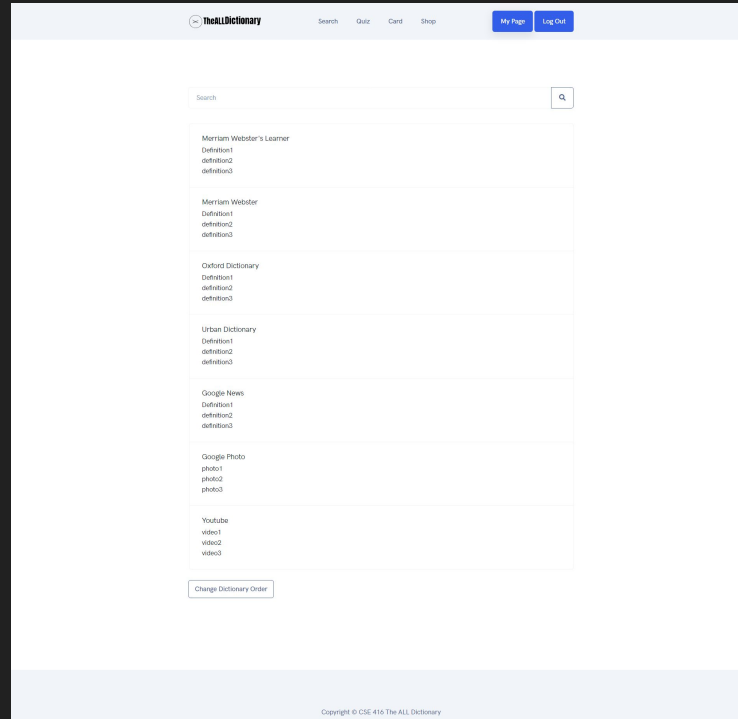 TheALLDictionary
Search Quiz Card Shop
My Page Log Out
Search
Merriam Webster's Learner
Definition1
definition2
definition3
Merriam Webster
Definition1
definition2
definition3
Oxford Dictionary
Definition1
definition2
definition3
Urban Dictionary
Definition1
definition2
definition3
Google News
Definition1
definition2
definition3
Google Photo
photo1
photo2
photo3
Youtube
video1
video2
video3
Change Dictionary Order
Copyright © CSE 416 The ALL Dictionary